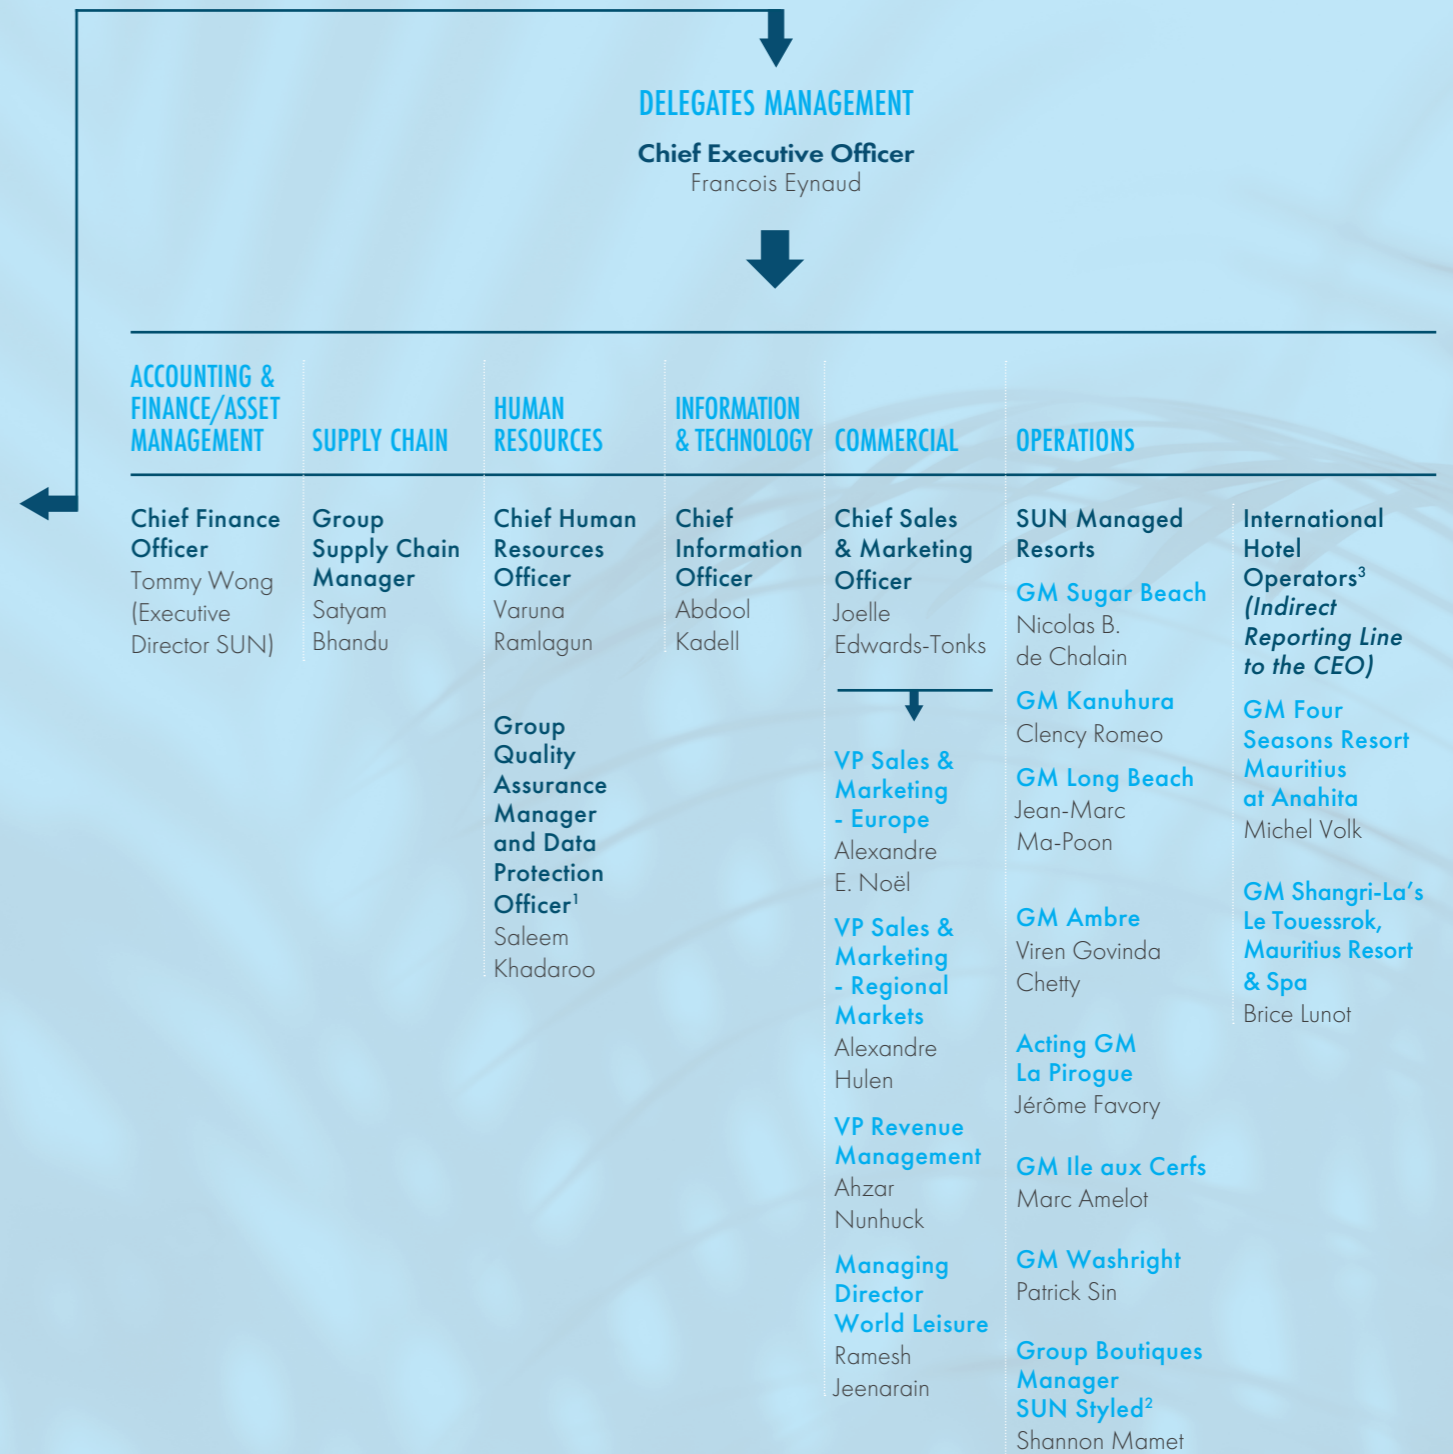 DELEGATES MANAGEMENT
Chief Executive Officer
Francois Eynaud
ACCOUNTING &
FINANCE/ASSET
MANAGEMENT
SUPPLY CHAIN
HUMAN
RESOURCES
INFORMATION
& TECHNOLOGY
COMMERCIAL
OPERATIONS
Chief Finance
Officer
Tommy Wong
(Executive
Director SUN)
Group
Supply Chain
Manager
Satyam
Bhandu
Chief Human
Resources
Officer
Varuna
Ramlagun
Group
Quality
Assurance
Manager
and Data
Protection
Officer¹
Saleem
Khadaroo
Chief
Information
Officer
Abdool
Kadell
Chief Sales
& Marketing
Officer
Joelle
Edwards-Tonks
VP Sales &
Marketing
- Europe
Alexandre
E. Noël
VP Sales &
Marketing
- Regional
Markets
Alexandre
Hulen
VP Revenue
Management
Ahzar
Nunhuck
Managing
Director
World Leisure
Ramesh
Jeenarain
SUN Managed
Resorts
GM Sugar Beach
Nicolas B.
de Chalain
GM Kanuhura
Clency Romeo
GM Long Beach
Jean-Marc
Ma-Poon
GM Ambre
Viren Govinda
Chetty
Acting GM
La Pirogue
Jérôme Favory
GM Ile aux Cerfs
Marc Amelot
GM Washright
Patrick Sin
Group Boutiques
Manager
SUN Styled²
Shannon Mamet
International
Hotel
Operators³
(Indirect
Reporting Line
to the CEO)
GM Four
Seasons Resort
Mauritius
at Anahita
Michel Volk
GM Shangri-La's
Le Touessrok,
Mauritius Resort
& Spa
Brice Lunot